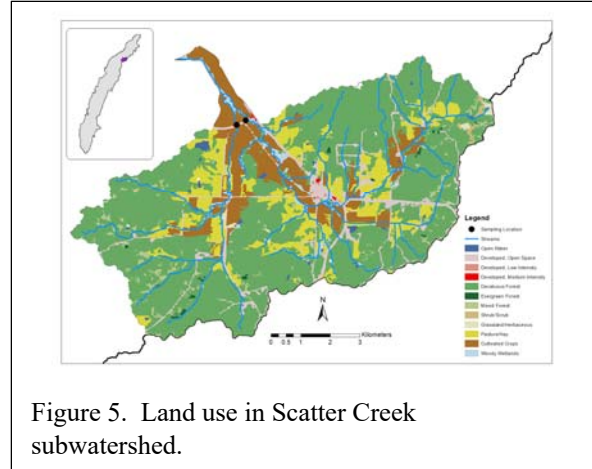 Legend
Sampling Location
Streams
Open Water
Developed, Open Space
Developed, Low Intensity
Developed, Medium Intensity
Deciduous Forest
Evergreen Forest
Mixed Forest
Shrub/Scrub
Grassland/Herbaceous
Pasture/Hay
Cultivated Crops
Woody Wetlands
N
Kilometers
0 0.5 1 2 3
Figure 5. Land use in Scatter Creek
subwatershed.